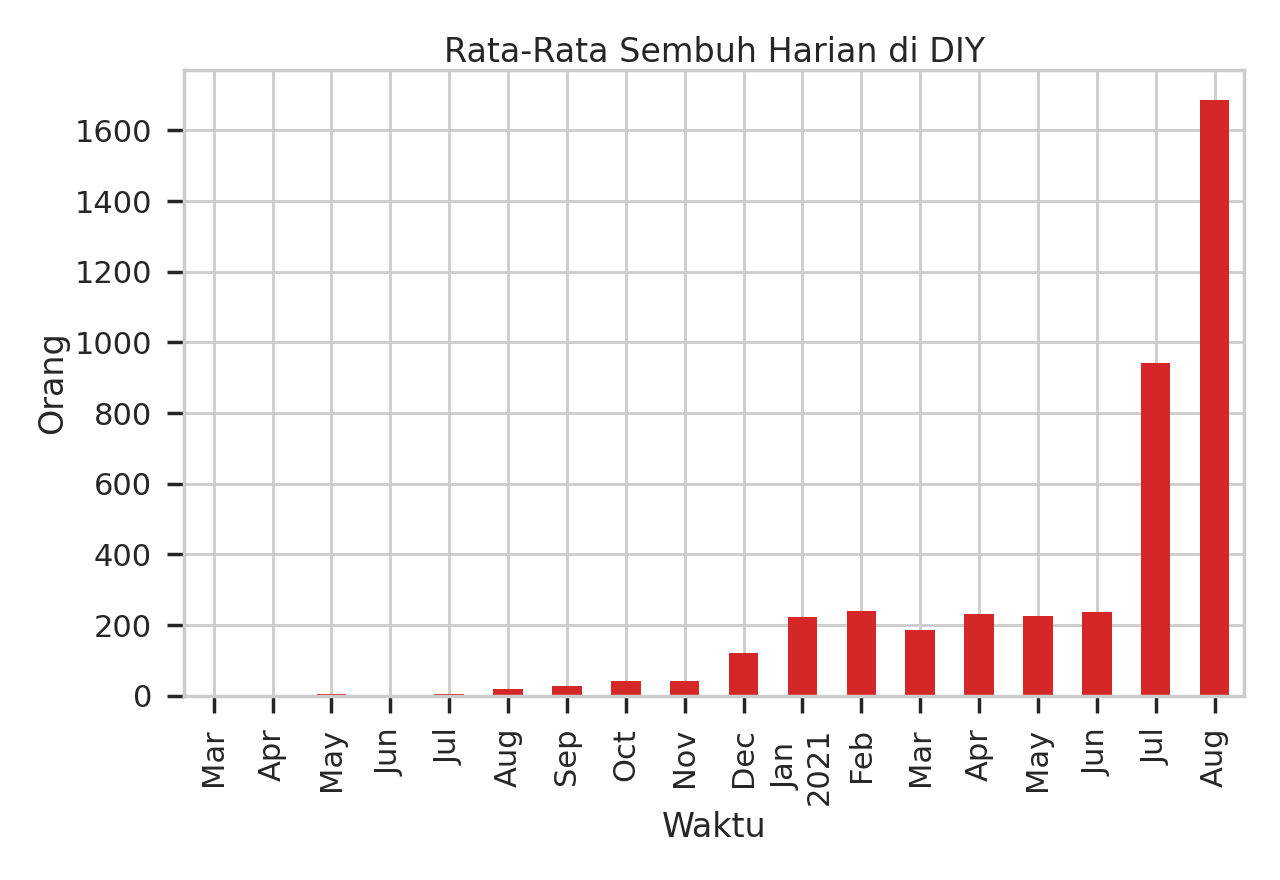 Rata-Rata Sembuh Harian di DIY
Orang
1600
1400
1200
1000
800
600
400
200
0
Mar
Apr
May
Jun
Jul
Aug
Sep
Oct
Nov
Dec
Jan
2021
Feb
Mar
Apr
May
Jun
Jul
Aug
Waktu